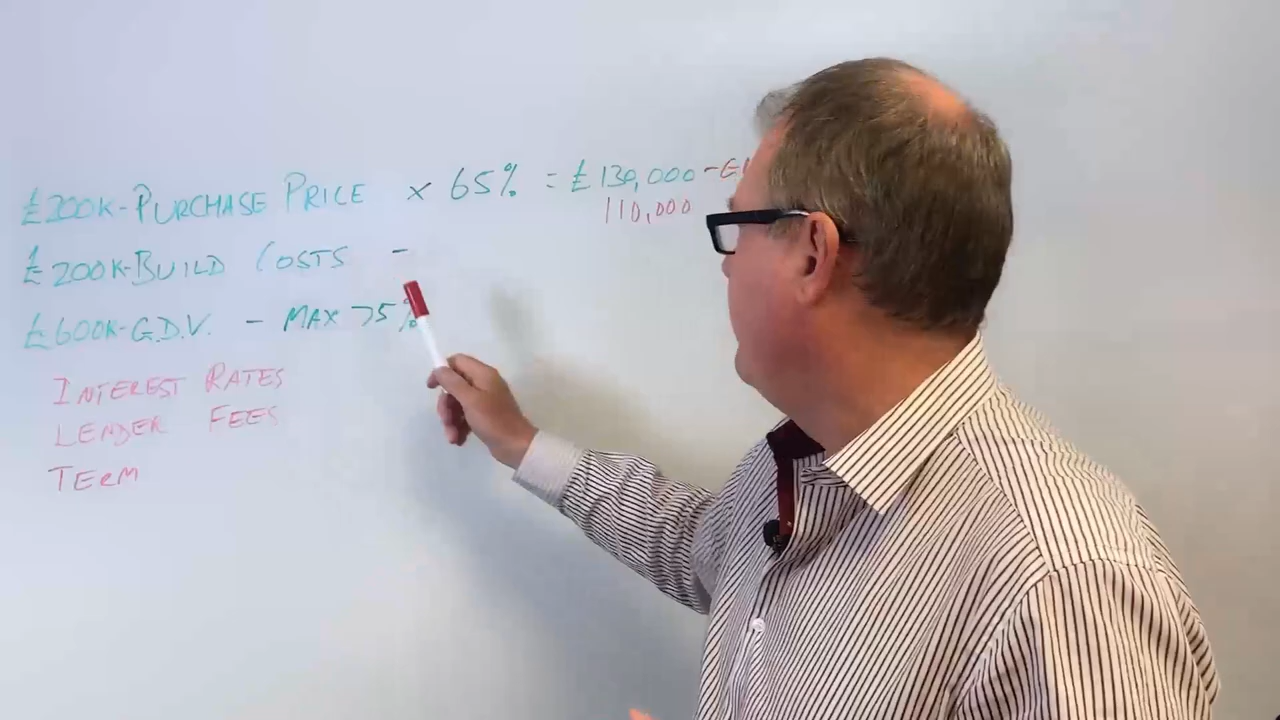 £200K-PURCHASE PRICE × 65% = £130,000 -
110,000
£200K-BUILD COSTS -
£600K-G.D.V. - MAX 75%
INTEREST RATES
LENDER FEES
TERM